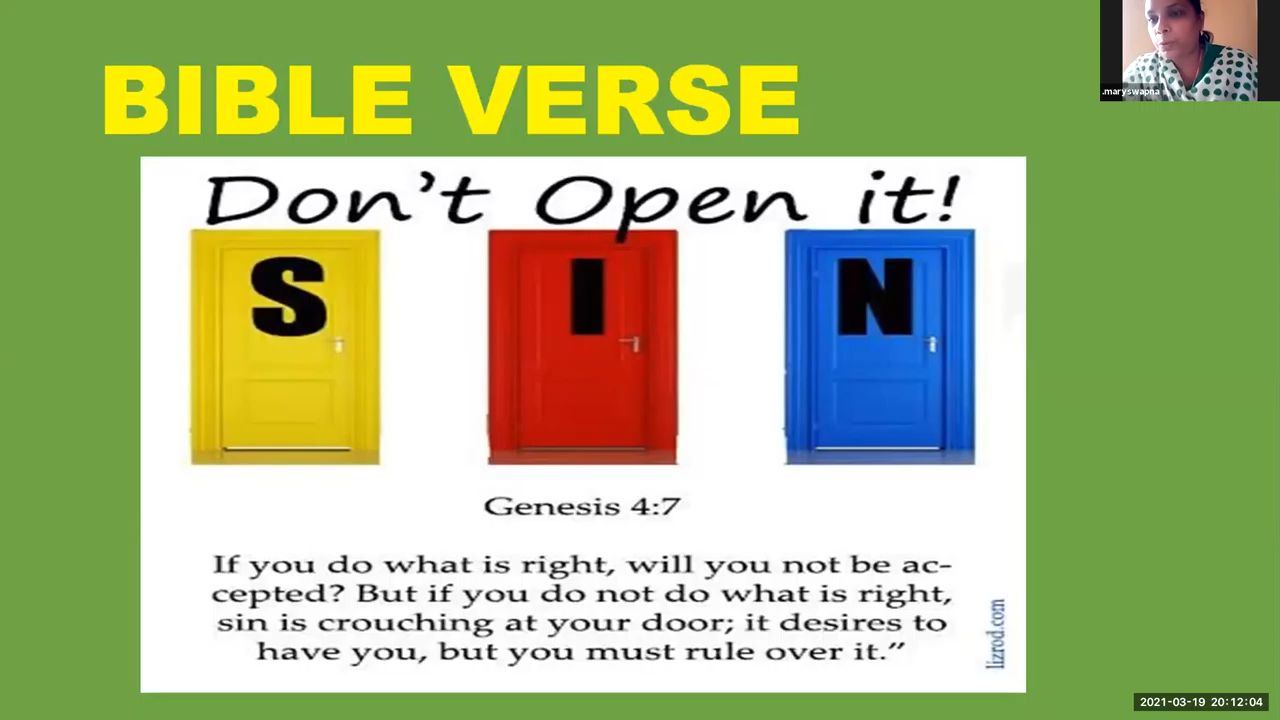 .maryswapna
BIBLE VERSE
Don't Open it!
S I N
Genesis 4:7
If you do what is right, will you not be ac-
cepted? But if you do not do what is right,
sin is crouching at your door; it desires to
have you, but you must rule over it.”
lizrod.com
2021-03-19 20:12:04